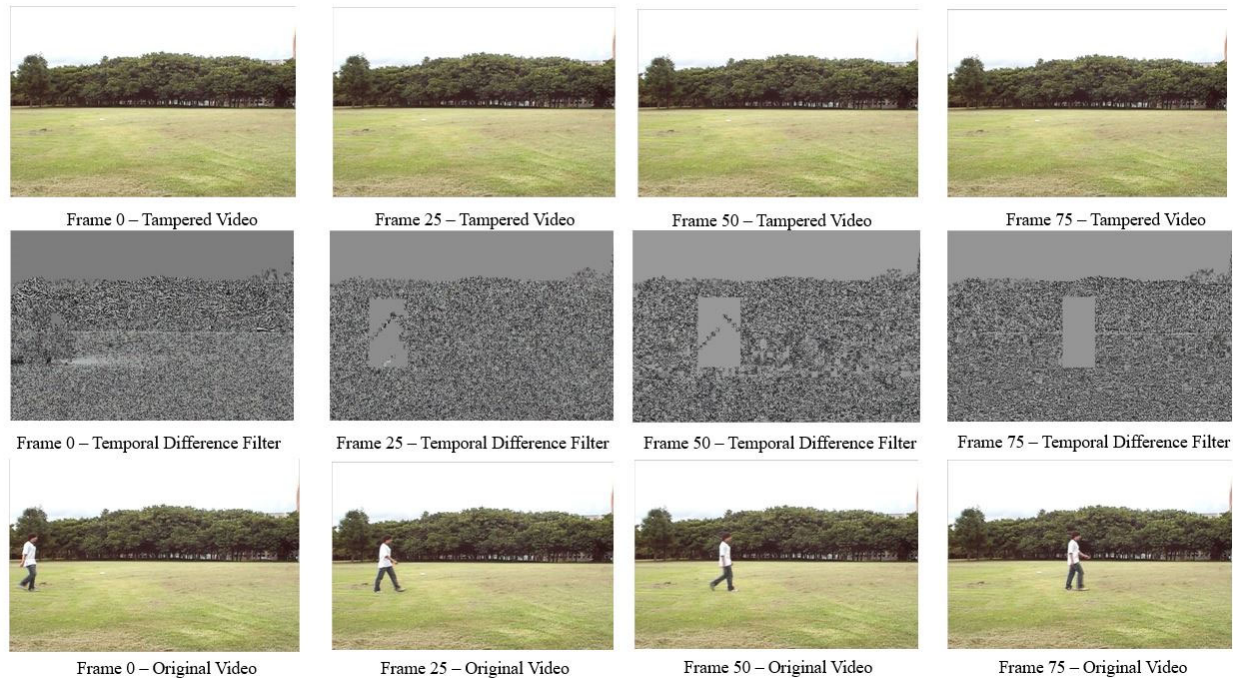 Frame 0 – Tampered Video
Frame 25 – Tampered Video
Frame 50 – Tampered Video
Frame 75 – Tampered Video
Frame 0 – Temporal Difference Filter
Frame 25 – Temporal Difference Filter
Frame 50 – Temporal Difference Filter
Frame 75 – Temporal Difference Filter
Frame 0 – Original Video
Frame 25 – Original Video
Frame 50 – Original Video
Frame 75 – Original Video